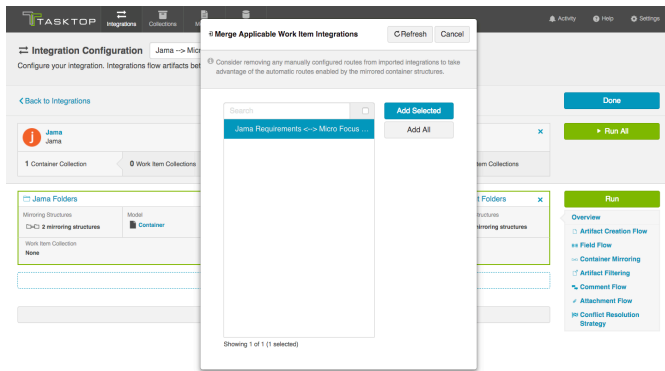 TASKTOP
Integrations
Collections
Activity
Help
Settings
Integration Configuration
Jama --> Micr
Configure your integration. Integrations flow artifacts bet
Merge Applicable Work Item Integrations
Refresh
Cancel
Consider removing any manually configured routes from imported integrations to take
advantage of the automatic routes enabled by the mirrored container structures.
Back to Integrations
Done
Search
Add Selected
Add All
Jama Requirements <--> Micro Focus ...
Showing 1 of 1 (1 selected)
Jama
Jama
×
Run All
1 Container Collection
0 Work Item Collections
tem Collections
Jama Folders
t Folders
×
Run
Mirroring Structures
Model
tructures
2 mirroring structures
Container
irroring structures
Work Item Collection
None
Overview
Artifact Creation Flow
Field Flow
Container Mirroring
Artifact Filtering
Comment Flow
Attachment Flow
Conflict Resolution
Strategy